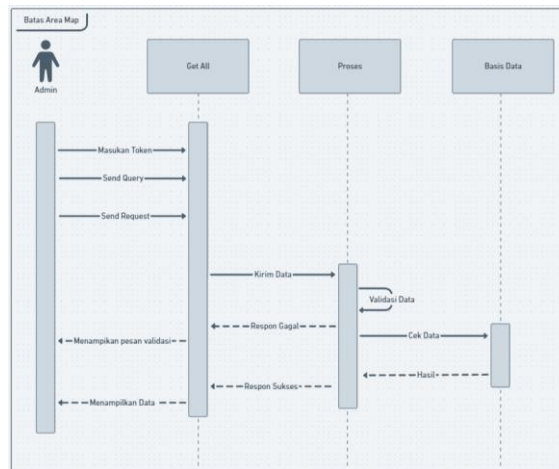 Batas Area Map
Get All
Proses
Basis Data
Admin
Masukan Token
Send Query
Send Request
Kirim Data
Validasi Data
Respon Gagal
Cek Data
Menampikan pesan validasi
Hasil
Respon Sukses
Menampilkan Data